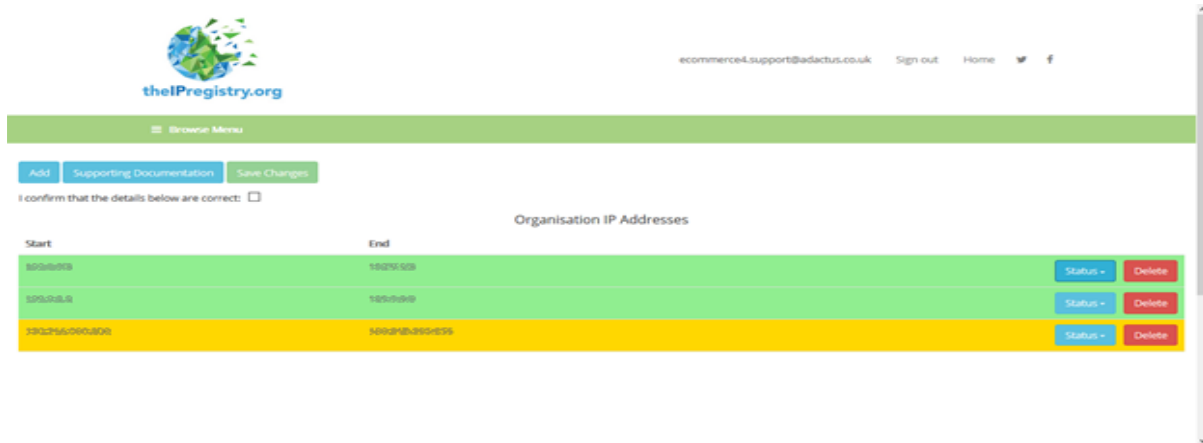 ecommerce4.support@adactus.co.uk Sign out Home
theIPregistry.org
Browse Menu
Add Supporting Documentation Save Changes
I confirm that the details below are correct:
Organisation IP Addresses
Start End
Status Delete
Status Delete
Status Delete